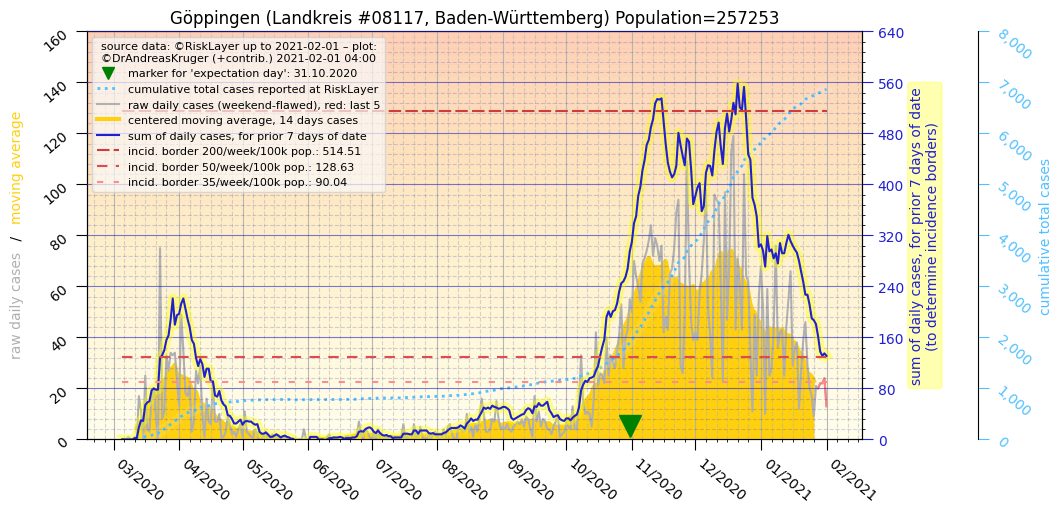 Göppingen (Landkreis #08117, Baden-Württemberg) Population=257253
source data: ©RiskLayer up to 2021-02-01 – plot:
©DrAndreasKruger (+contrib.) 2021-02-01 04:00
marker for 'expectation day': 31.10.2020
cumulative total cases reported at RiskLayer
raw daily cases (weekend-flawed), red: last 5
centered moving average, 14 days cases
sum of daily cases, for prior 7 days of date
incid. border 200/week/100k pop.: 514.51
incid. border 50/week/100k pop.: 128.63
incid. border 35/week/100k pop.: 90.04
raw daily cases / moving average
160
140
120
100
80
60
40
20
0
03/2020
04/2020
05/2020
06/2020
07/2020
08/2020
09/2020
10/2020
11/2020
12/2020
01/2021
02/2021
640
560
480
400
320
240
160
80
0
sum of daily cases, for prior 7 days of date
(to determine incidence borders)
8,000
7,000
6,000
5,000
4,000
3,000
2,000
1,000
0
cumulative total cases